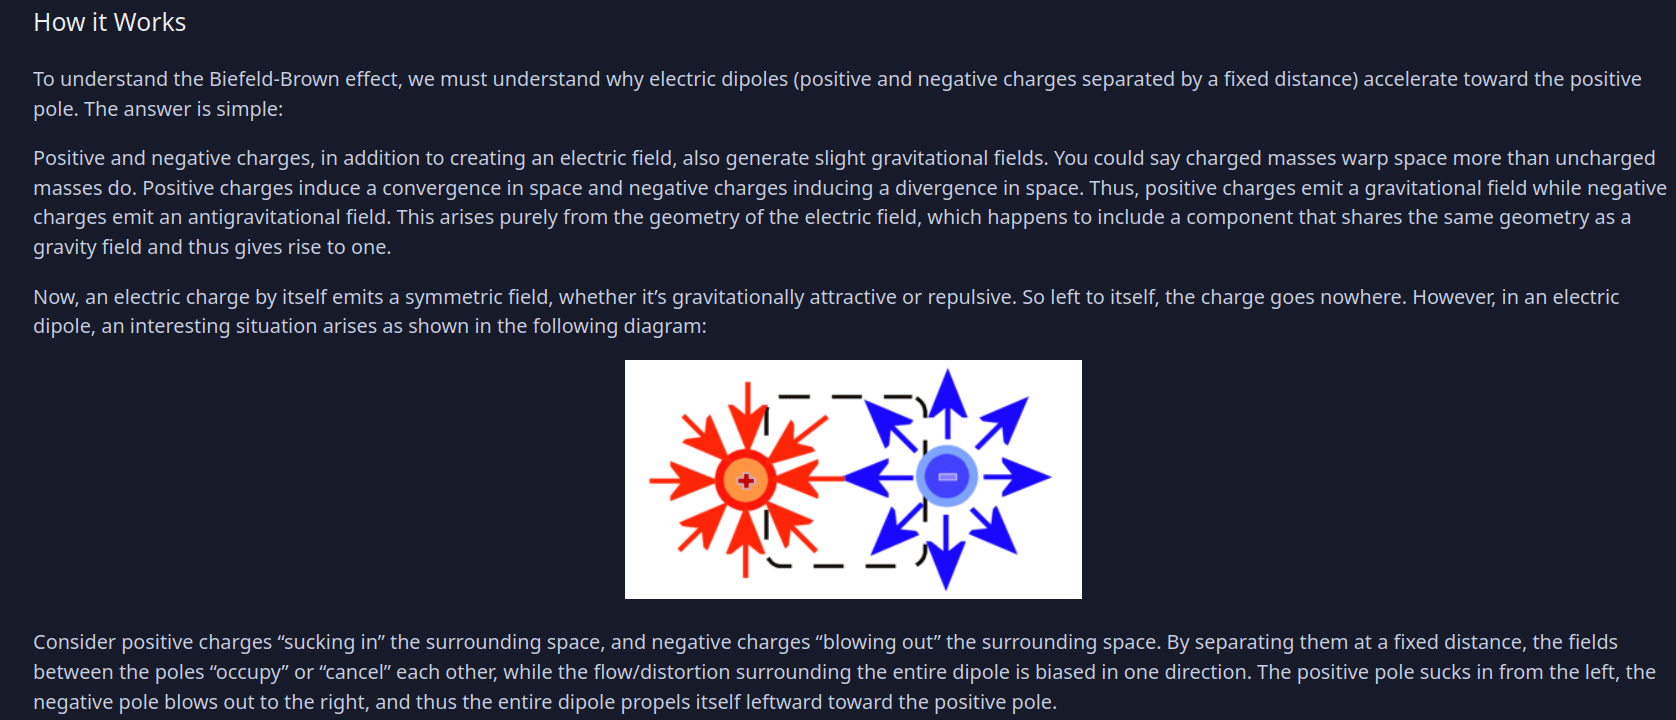 How it Works
To understand the Biefeld-Brown effect, we must understand why electric dipoles (positive and negative charges separated by a fixed distance) accelerate toward the positive
pole. The answer is simple:
Positive and negative charges, in addition to creating an electric field, also generate slight gravitational fields. You could say charged masses warp space more than uncharged
masses do. Positive charges induce a convergence in space and negative charges inducing a divergence in space. Thus, positive charges emit a gravitational field while negative
charges emit an antigravitational field. This arises purely from the geometry of the electric field, which happens to include a component that shares the same geometry as a
gravity field and thus gives rise to one.
Now, an electric charge by itself emits a symmetric field, whether it’s gravitationally attractive or repulsive. So left to itself, the charge goes nowhere. However, in an electric
dipole, an interesting situation arises as shown in the following diagram:
Consider positive charges “sucking in” the surrounding space, and negative charges “blowing out” the surrounding space. By separating them at a fixed distance, the fields
between the poles “occupy” or “cancel” each other, while the flow/distortion surrounding the entire dipole is biased in one direction. The positive pole sucks in from the left, the
negative pole blows out to the right, and thus the entire dipole propels itself leftward toward the positive pole.